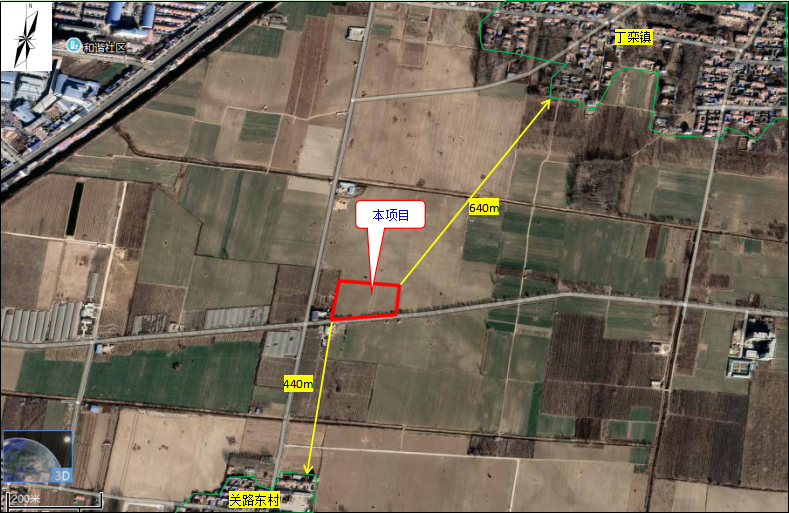 N
丁栾镇
和谐社区
640m
本项目
440m
3D
200米
关路东村